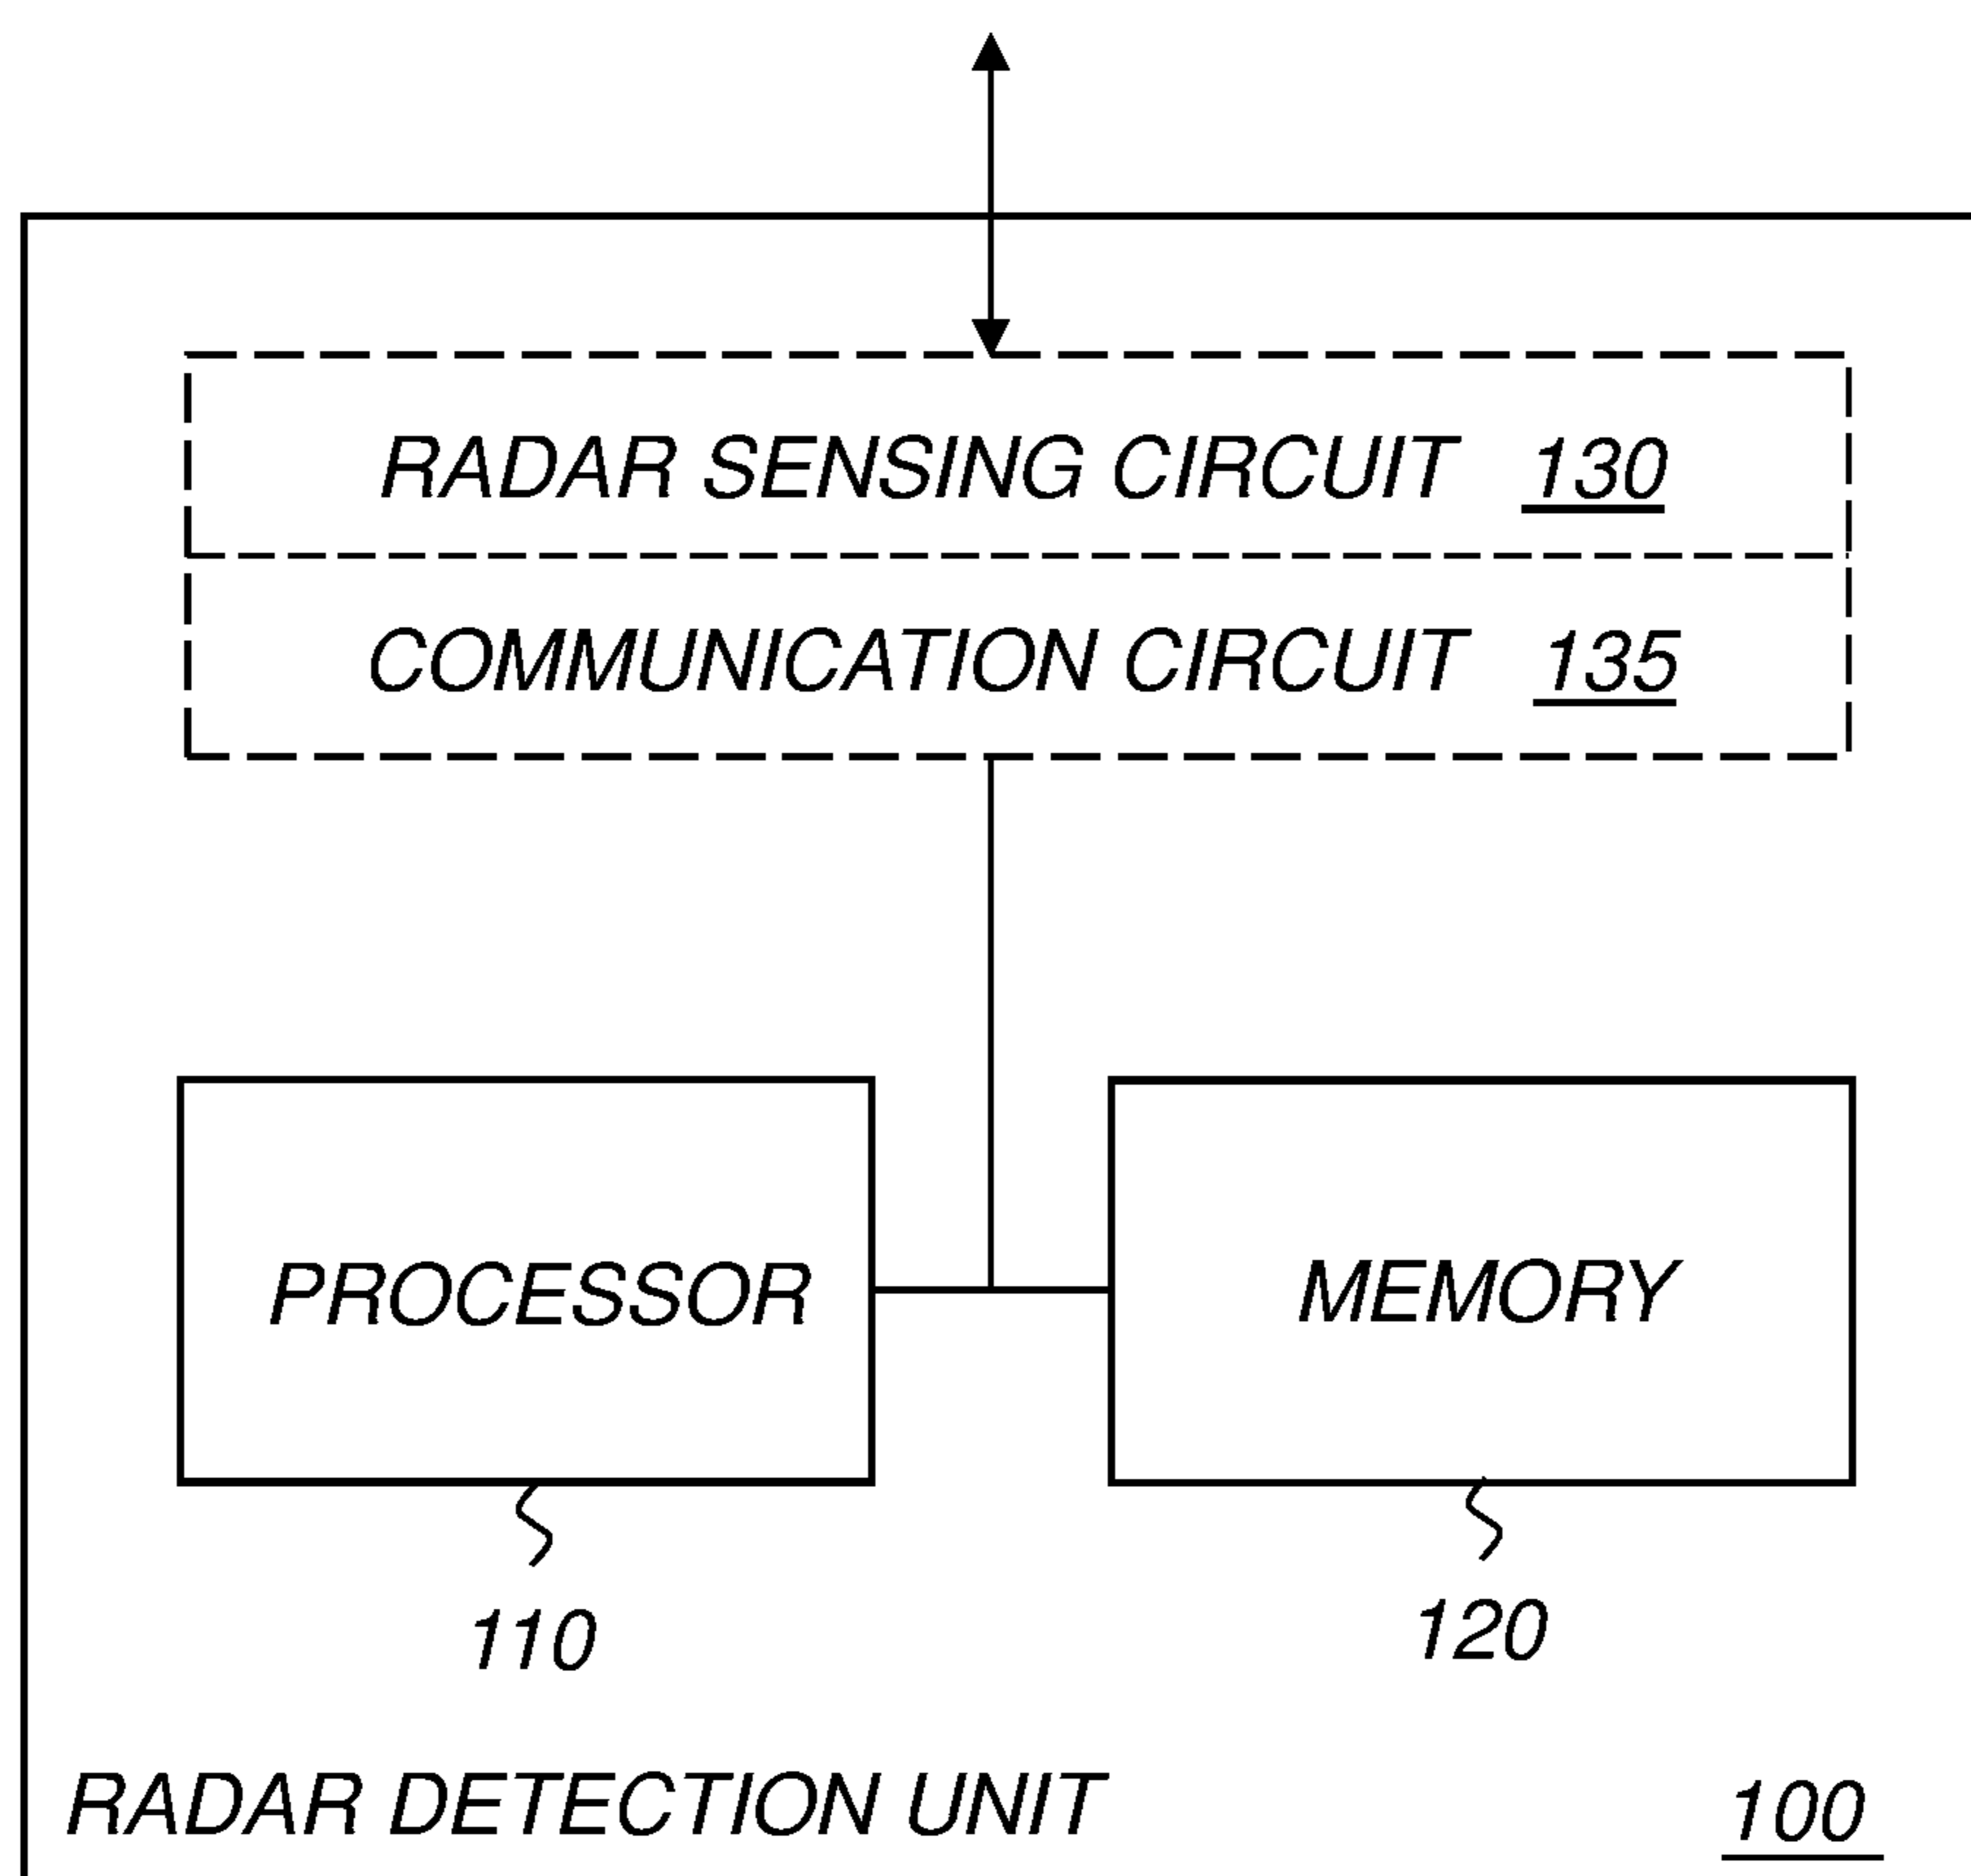 RADAR SENSING CIRCUIT 130
COMMUNICATION CIRCUIT 135
PROCESSOR
MEMORY
110
120
RADAR DETECTION UNIT
100